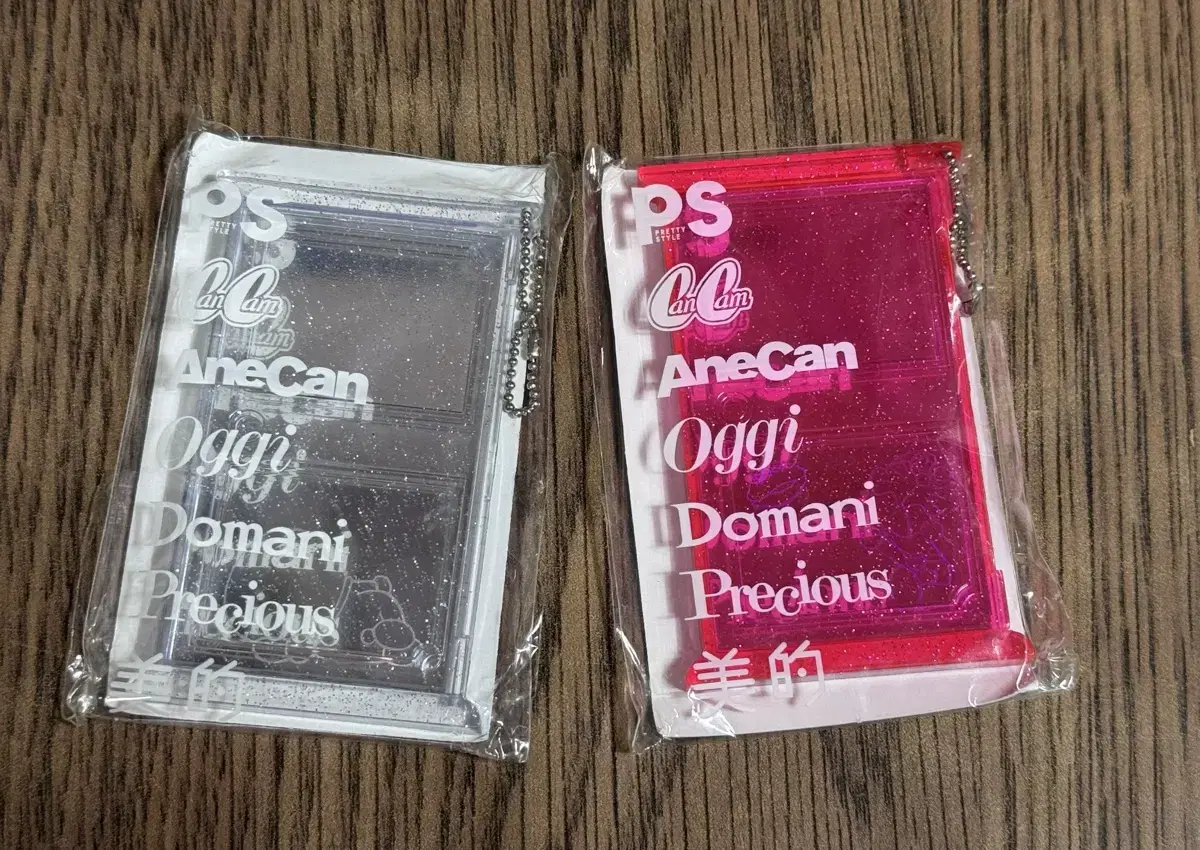 PS
PRETTY
STYLE
CanCam
AneCan
Oggi
Domani
Precious
美的
PS
PRETTY
STYLE
CanCam
AneCan
Oggi
Domani
Precious
美的